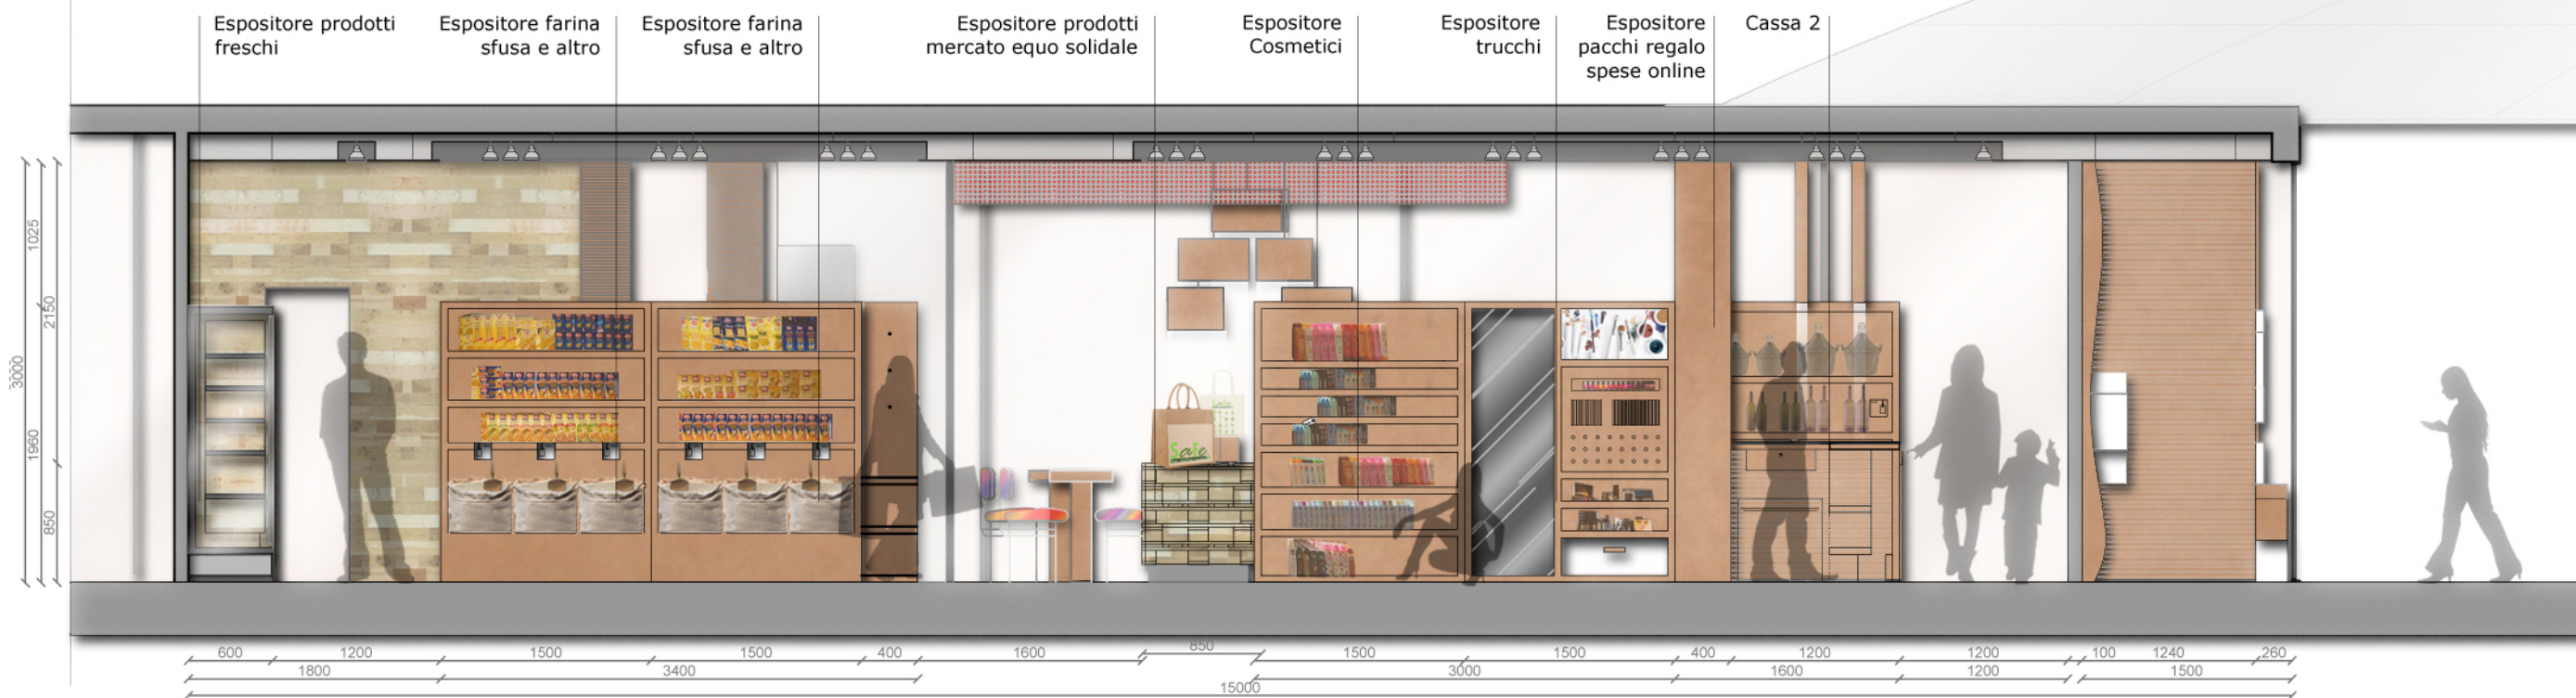 Espositore prodotti
freschi
Espositore farina
sfusa e altro
Espositore farina
sfusa e altro
Espositore prodotti
mercato equo solidale
Espositore
Cosmetici
Espositore
trucchi
Espositore
pacchi regalo
spese online
Cassa 2
1025
2150
3000
1960
850
Safe
600 1200 1500 1500 400 1600 850 1500 1500 400 1200 1200 100 1240 260
1800 3400 3000 1600 1200 1500
15000